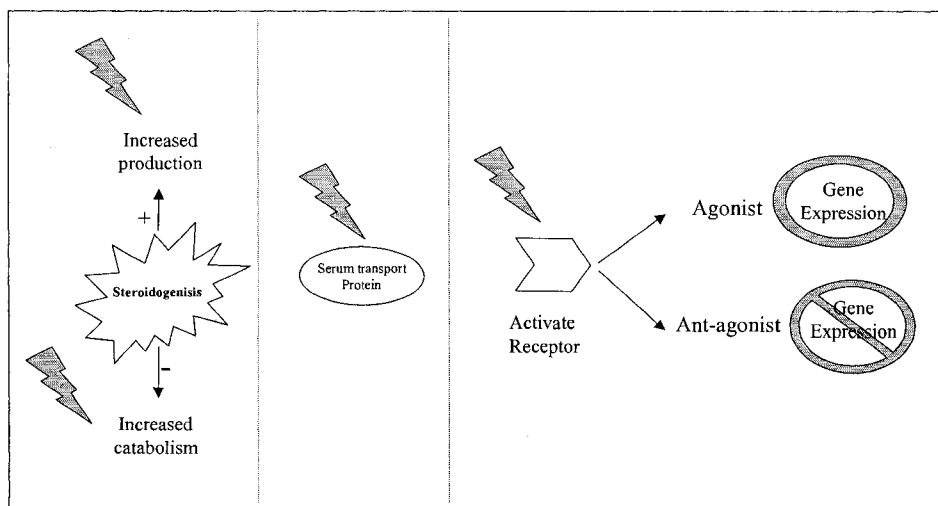 Increased
production
+
Steroidogenisis
−
Increased
catabolism
Serum transport
Protein
Activate
Receptor
Agonist
Gene
Expression
Ant-agonist
Gene
Expression